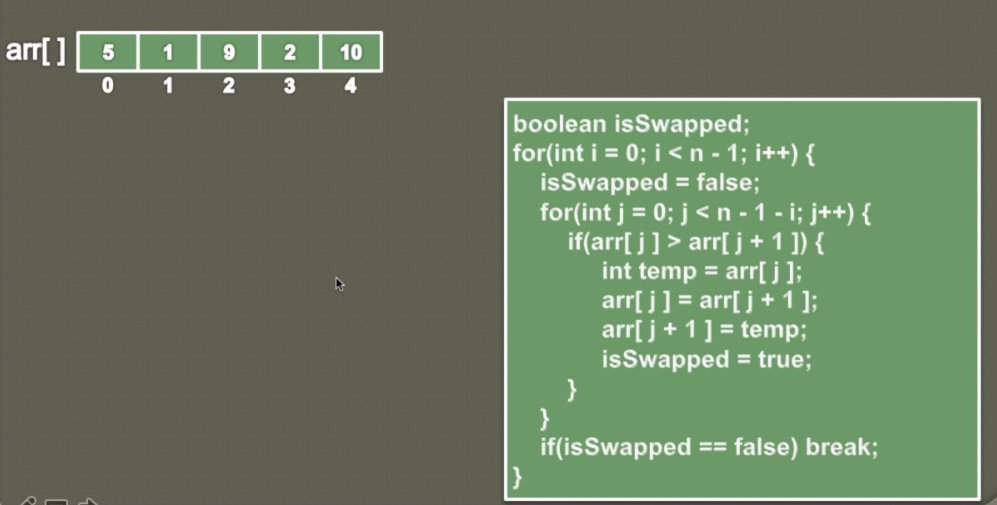 arr[ ] 5 1 9 2 10
0 1 2 3 4
boolean isSwapped;
for(int i = 0; i < n - 1; i++) {
isSwapped = false;
for(int j = 0; j < n - 1 - i; j++) {
if(arr[ j ] > arr[ j + 1 ]) {
int temp = arr[ j ];
arr[ j ] = arr[ j + 1 ];
arr[ j + 1 ] = temp;
isSwapped = true;
}
}
if(isSwapped == false) break;
}